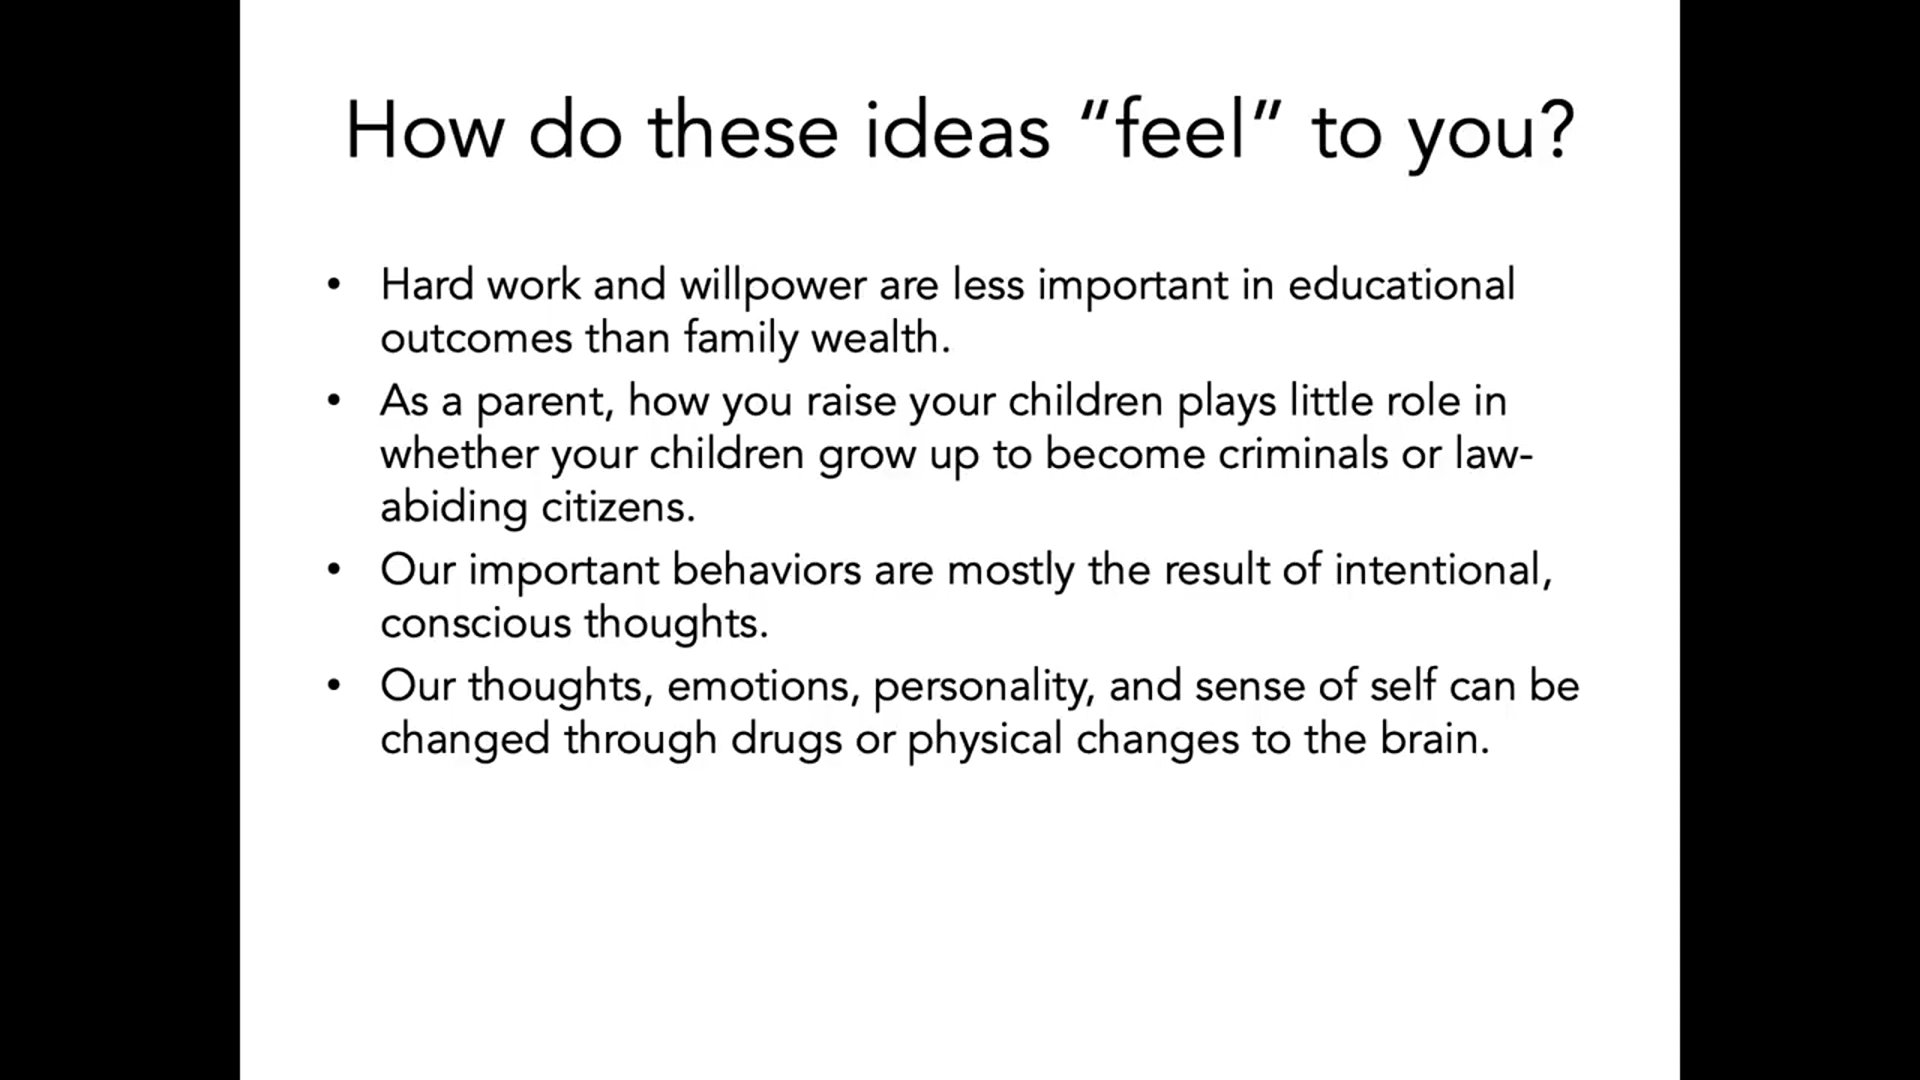 How do these ideas “feel” to you?
• Hard work and willpower are less important in educational
outcomes than family wealth.
• As a parent, how you raise your children plays little role in
whether your children grow up to become criminals or law-
abiding citizens.
• Our important behaviors are mostly the result of intentional,
conscious thoughts.
• Our thoughts, emotions, personality, and sense of self can be
changed through drugs or physical changes to the brain.